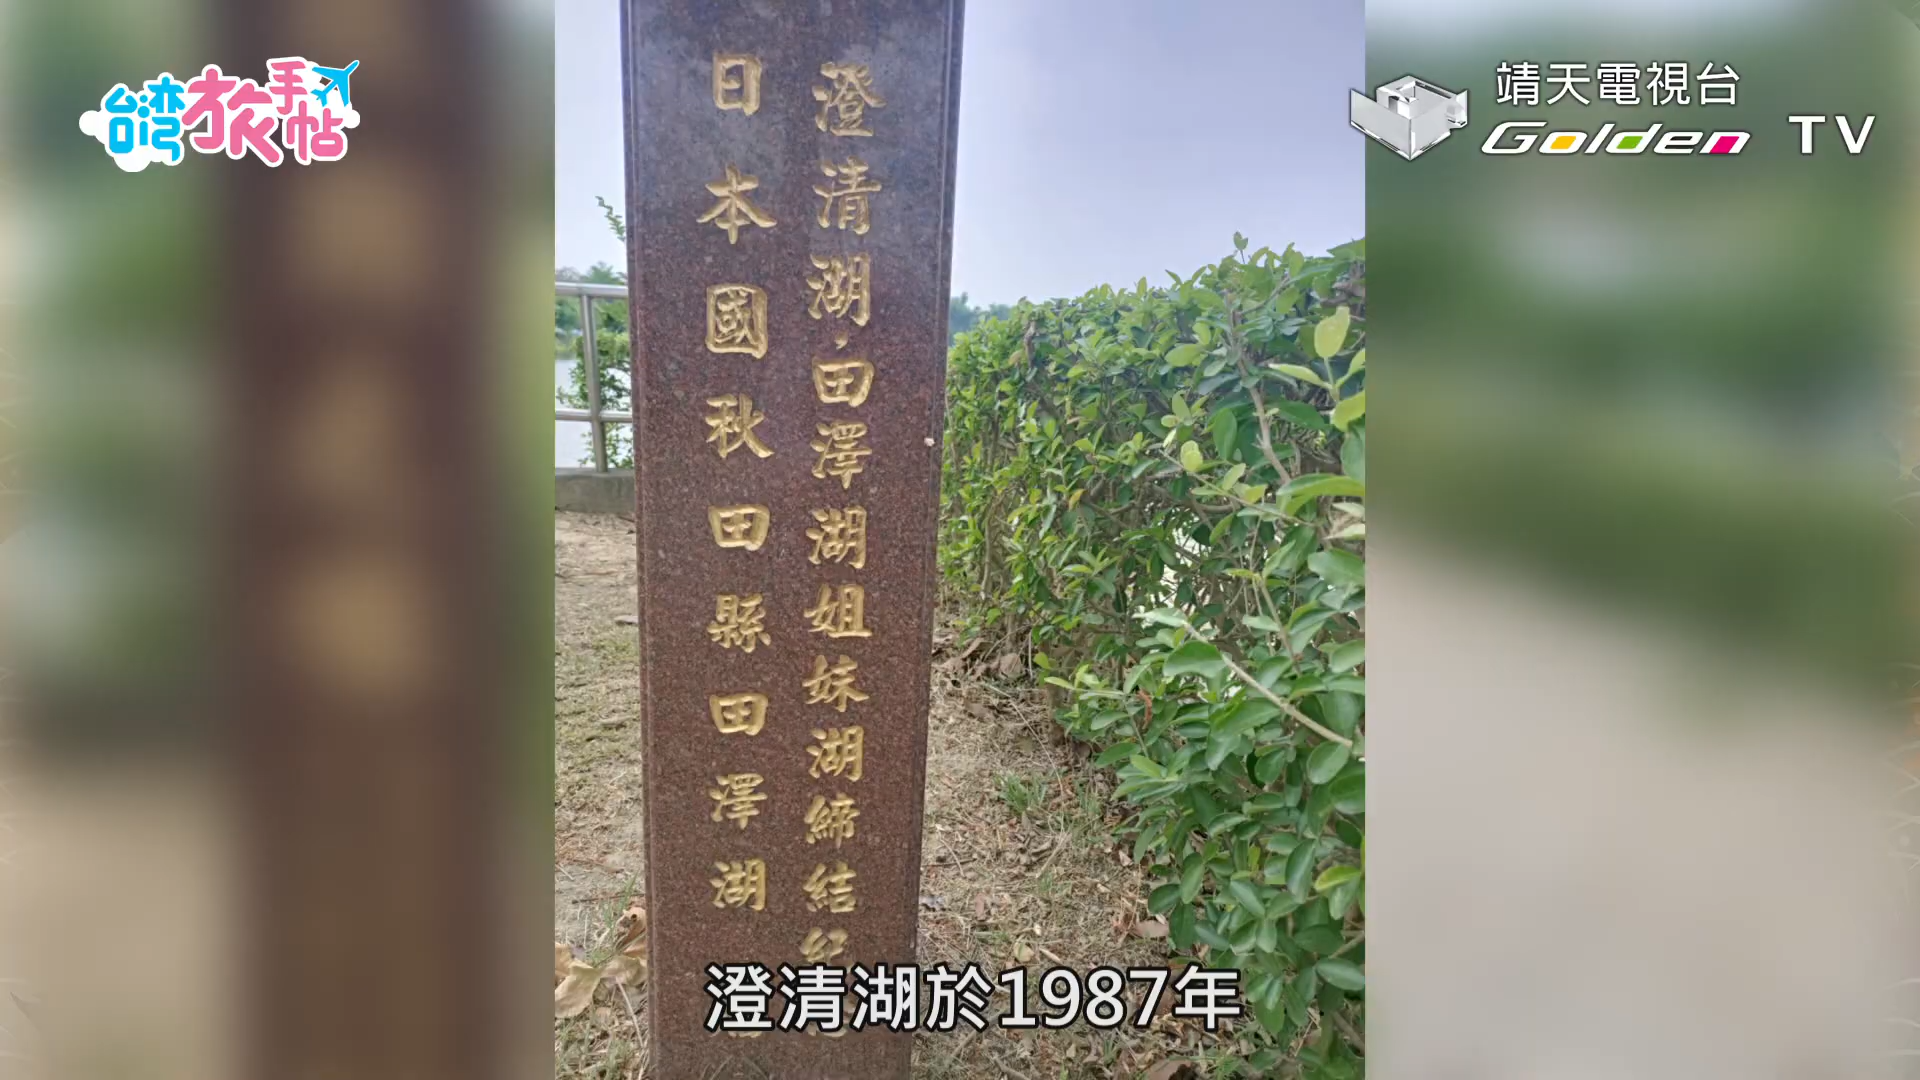 台湾旅手帖
靖天電視台
Golden TV
澄清湖,田澤湖姐妹湖締結紀
日本國秋田縣田澤湖
澄清湖於1987年